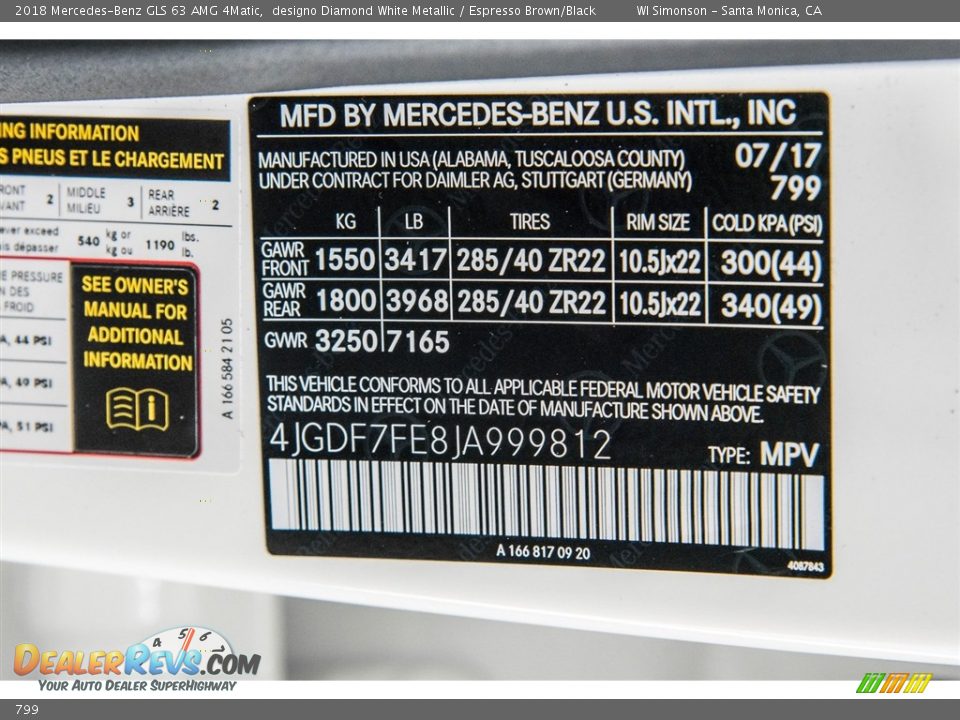 2018 Mercedes-Benz GLS 63 AMG 4Matic, designo Diamond White Metallic / Espresso Brown/Black WI Simonson - Santa Monica, CA
ING INFORMATION
S PNEUS ET LE CHARGEMENT
RONT 2 MIDDLE 3 REAR 2
VANT MILIEU ARRIÈRE
ever exceed 540 kg or 1190 lbs.
ais dépasser kg ou lb.
E PRESSURE
N DES
FROID
A, 44 PSI
A, 49 PSI
PA, 51 PSI
SEE OWNER'S
MANUAL FOR
ADDITIONAL
INFORMATION
A 166 584 21 05
MFD BY MERCEDES-BENZ U.S. INTL., INC
MANUFACTURED IN USA (ALABAMA, TUSCALOOSA COUNTY) 07/17
UNDER CONTRACT FOR DAIMLER AG, STUTTGART (GERMANY) 799
KG LB TIRES RIM SIZE COLD KPA(PSI)
GAWR FRONT 1550 3417 285/40 ZR22 10.5Jx22 300(44)
GAWR REAR 1800 3968 285/40 ZR22 10.5Jx22 340(49)
GVWR 3250 7165
THIS VEHICLE CONFORMS TO ALL APPLICABLE FEDERAL MOTOR VEHICLE SAFETY
STANDARDS IN EFFECT ON THE DATE OF MANUFACTURE SHOWN ABOVE.
4JGDF7FE8JA999812 TYPE: MPV
A 166 817 09 20
4087843
4 5 6
DEALERREVS.COM
YOUR AUTO DEALER SUPERHIGHWAY
799